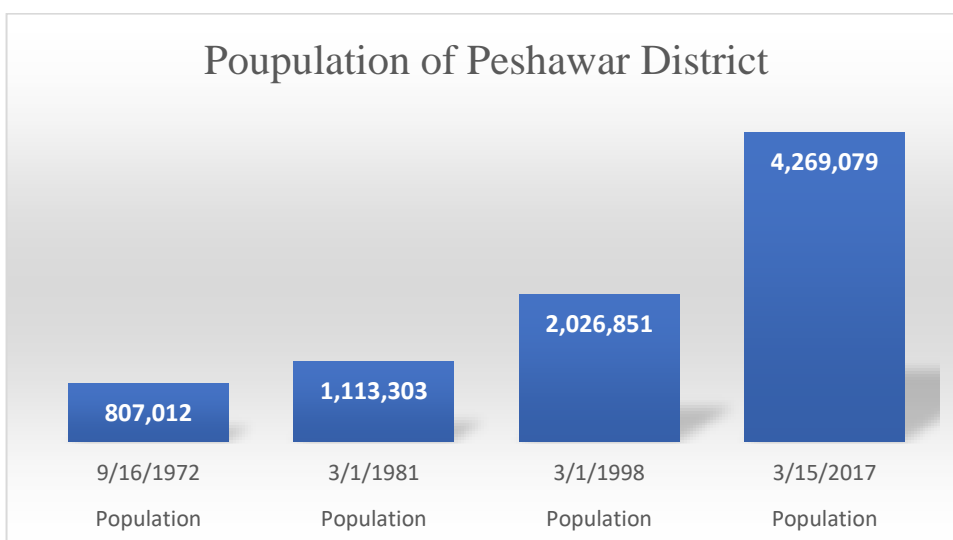 Poupulation of Peshawar District
4,269,079
2,026,851
1,113,303
807,012
9/16/1972 3/1/1981 3/1/1998 3/15/2017
Population Population Population Population